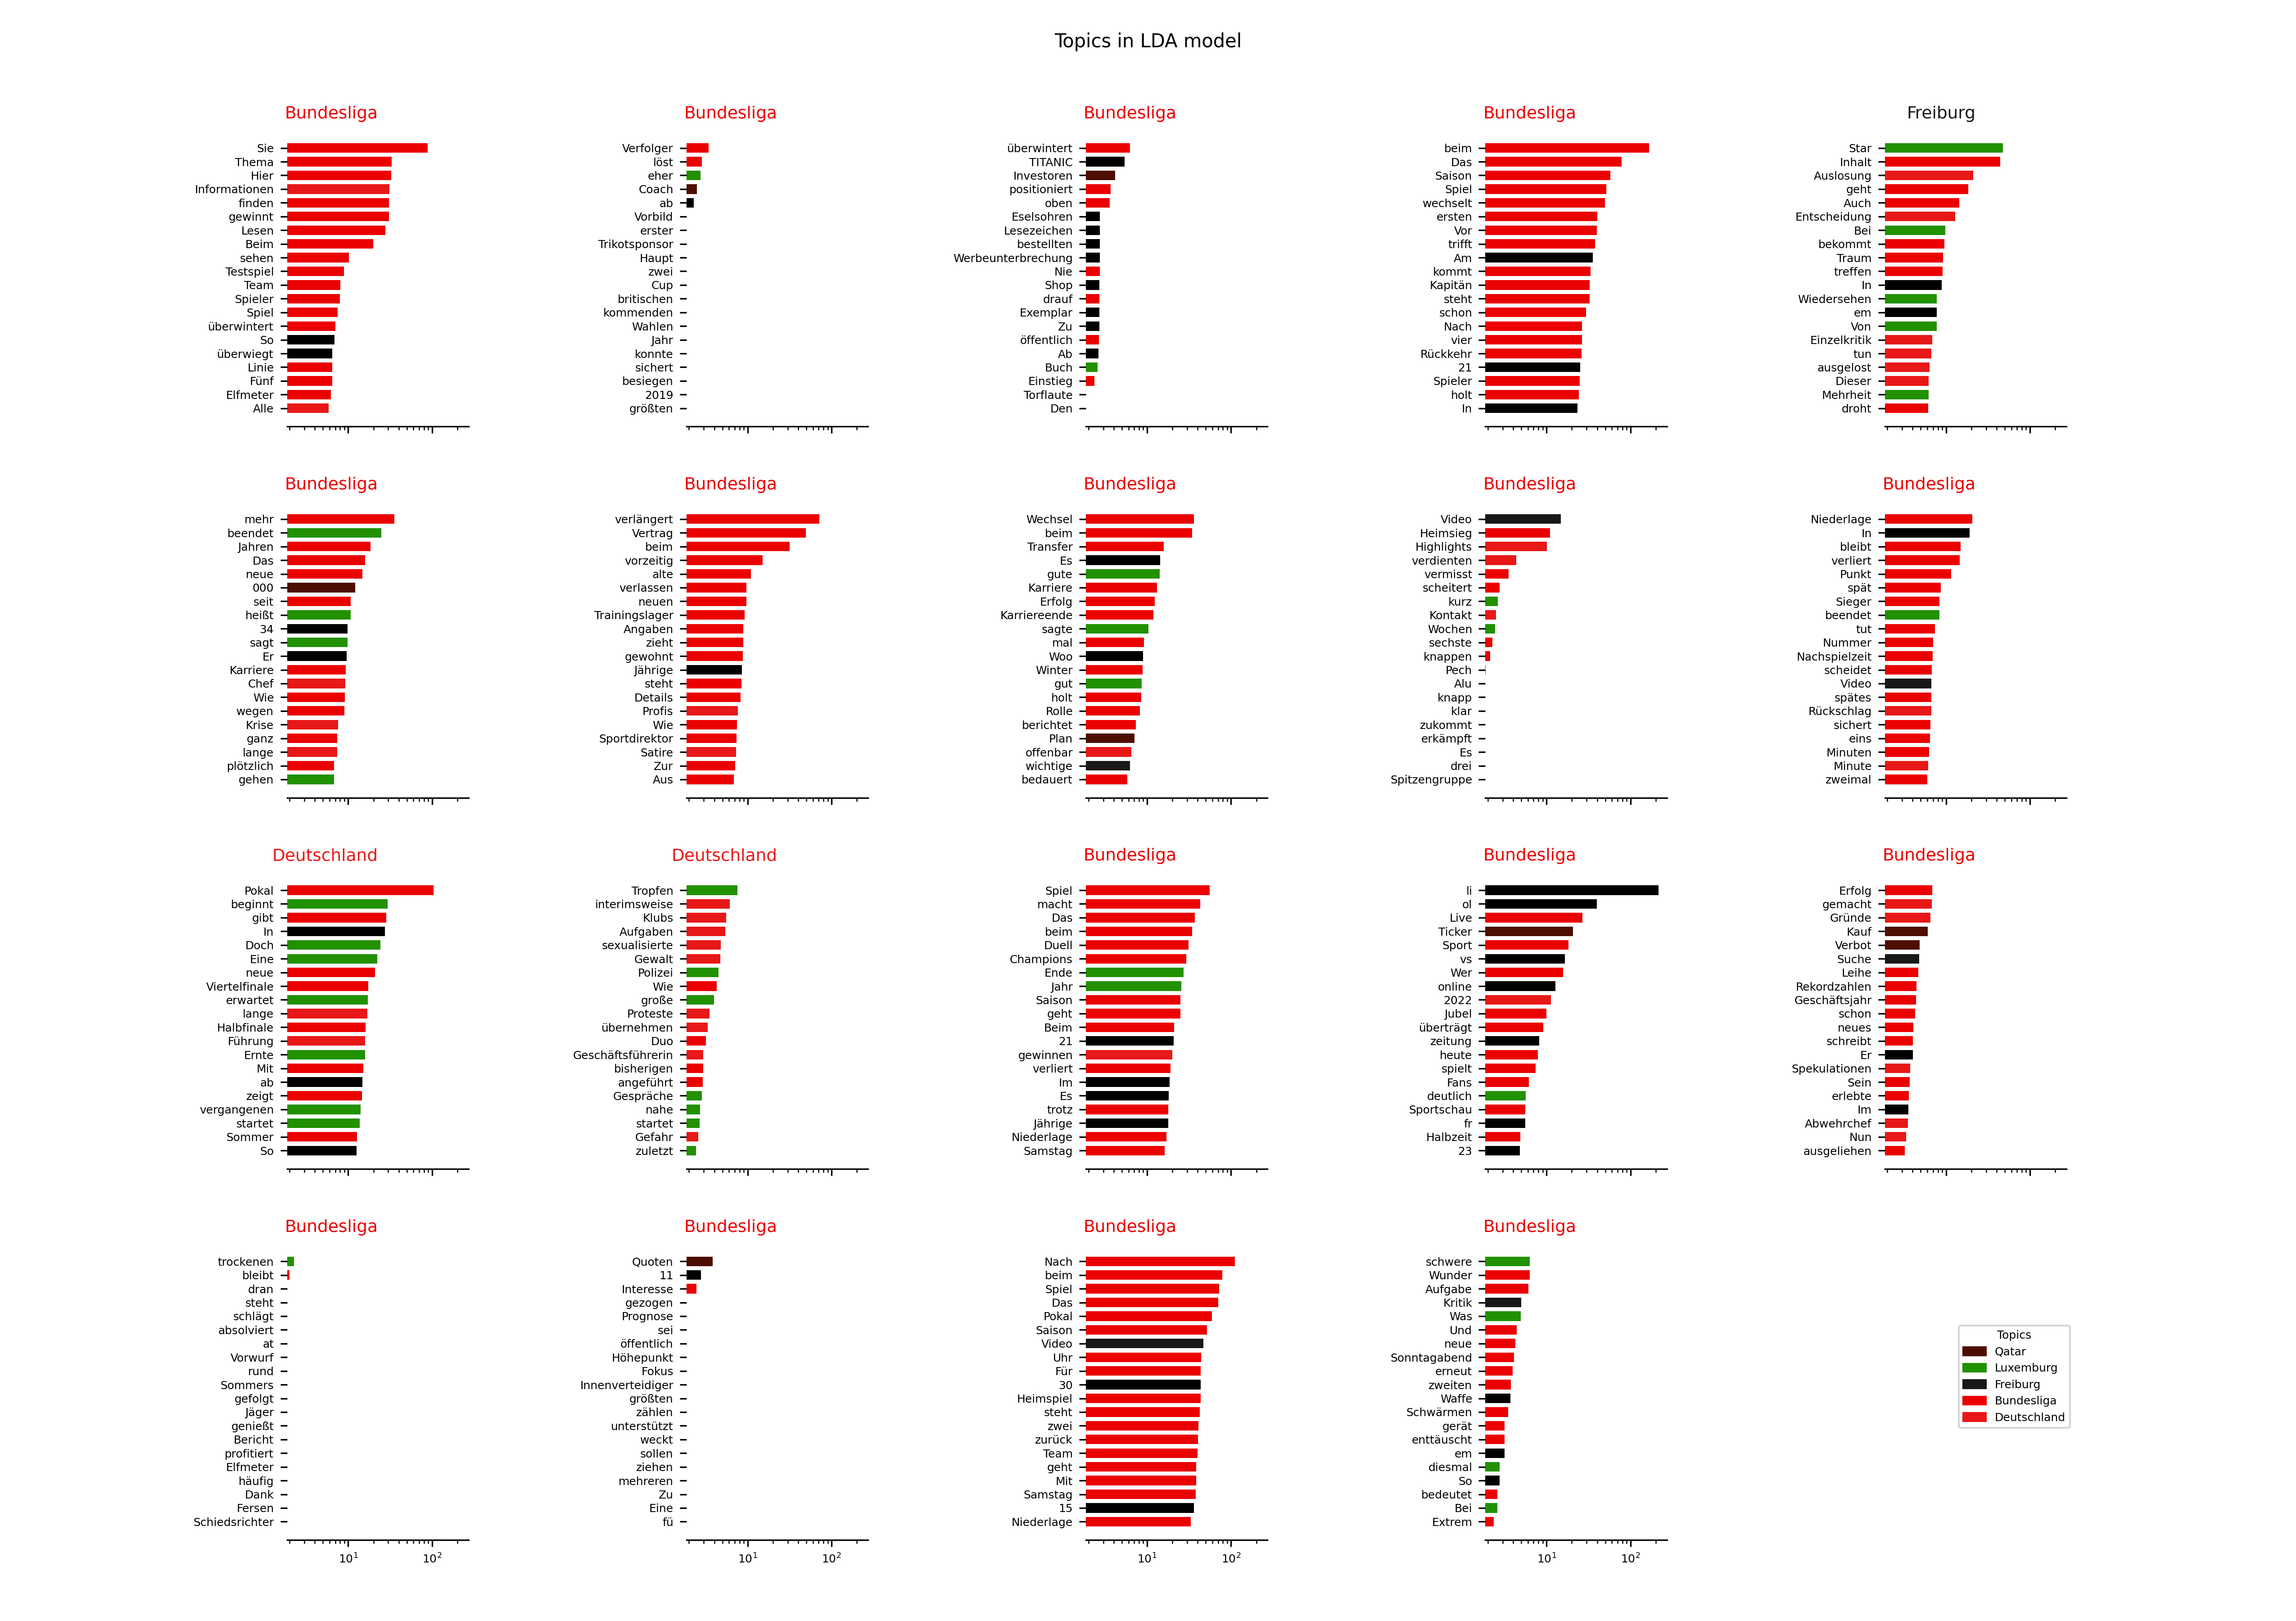 Topics in LDA model
Bundesliga
Sie
Thema
Hier
Informationen
finden
gewinnt
Lesen
Beim
sehen
Testspiel
Team
Spieler
Spiel
überwintert
So
überwiegt
Linie
Fünf
Elfmeter
Alle
Bundesliga
Verfolger
löst
eher
Coach
ab
Vorbild
erster
Trikotsponsor
Haupt
zwei
Cup
britischen
kommenden
Wahlen
Jahr
konnte
sichert
besiegen
2019
größten
Bundesliga
überwintert
TITANIC
Investoren
positioniert
oben
Eselsohren
Lesezeichen
bestellten
Werbeunterbrechung
Nie
Shop
drauf
Exemplar
Zu
öffentlich
Ab
Buch
Einstieg
Torflaute
Den
Bundesliga
beim
Das
Saison
Spiel
wechselt
ersten
Vor
trifft
Am
kommt
Kapitän
steht
schon
Nach
vier
Rückkehr
21
Spieler
holt
In
Freiburg
Star
Inhalt
Auslosung
geht
Auch
Entscheidung
Bei
bekommt
Traum
treffen
In
Wiedersehen
em
Von
Einzelkritik
tun
ausgelost
Dieser
Mehrheit
droht
Bundesliga
mehr
beendet
Jahren
Das
neue
000
seit
heißt
34
sagt
Er
Karriere
Chef
Wie
wegen
Krise
ganz
lange
plötzlich
gehen
Bundesliga
verlängert
Vertrag
beim
vorzeitig
alte
verlassen
neuen
Trainingslager
Angaben
zieht
gewohnt
Jährige
steht
Details
Profis
Wie
Sportdirektor
Satire
Zur
Aus
Bundesliga
Wechsel
beim
Transfer
Es
gute
Karriere
Erfolg
Karriereende
sagte
mal
Woo
Winter
gut
holt
Rolle
berichtet
Plan
offenbar
wichtige
bedauert
Bundesliga
Video
Heimsieg
Highlights
verdienten
vermisst
scheitert
kurz
Kontakt
Wochen
sechste
knappen
Pech
Alu
knapp
klar
zukommt
erkämpft
Es
drei
Spitzengruppe
Bundesliga
Niederlage
In
bleibt
verliert
Punkt
spät
Sieger
beendet
tut
Nummer
Nachspielzeit
scheidet
Video
spätes
Rückschlag
sichert
eins
Minuten
Minute
zweimal
Deutschland
Pokal
beginnt
gibt
In
Doch
Eine
neue
Viertelfinale
erwartet
lange
Halbfinale
Führung
Ernte
Mit
ab
zeigt
vergangenen
startet
Sommer
So
Deutschland
Tropfen
interimsweise
Klubs
Aufgaben
sexualisierte
Gewalt
Polizei
Wie
große
Proteste
übernehmen
Duo
Geschäftsführerin
bisherigen
angeführt
Gespräche
nahe
startet
Gefahr
zuletzt
Bundesliga
Spiel
macht
Das
beim
Duell
Champions
Ende
Jahr
Saison
geht
Beim
21
gewinnen
verliert
Im
Es
trotz
Jährige
Niederlage
Samstag
Bundesliga
li
ol
Live
Ticker
Sport
vs
Wer
online
2022
Jubel
überträgt
zeitung
heute
spielt
Fans
deutlich
Sportschau
fr
Halbzeit
23
Bundesliga
Erfolg
gemacht
Gründe
Kauf
Verbot
Suche
Leihe
Rekordzahlen
Geschäftsjahr
schon
neues
schreibt
Er
Spekulationen
Sein
erlebte
Im
Abwehrchef
Nun
ausgeliehen
Bundesliga
trockenen
bleibt
dran
steht
schlägt
absolviert
at
Vorwurf
rund
Sommers
gefolgt
Jäger
genießt
Bericht
profitiert
Elfmeter
häufig
Dank
Fersen
Schiedsrichter
10¹ 10²
Bundesliga
Quoten
11
Interesse
gezogen
Prognose
sei
öffentlich
Höhepunkt
Fokus
Innenverteidiger
größten
zählen
unterstützt
weckt
sollen
ziehen
mehreren
Zu
Eine
fü
10¹ 10²
Bundesliga
Nach
beim
Spiel
Das
Pokal
Saison
Video
Uhr
Für
30
Heimspiel
steht
zwei
zurück
Team
geht
Mit
Samstag
15
Niederlage
10¹ 10²
Bundesliga
schwere
Wunder
Aufgabe
Kritik
Was
Und
neue
Sonntagabend
erneut
zweiten
Waffe
Schwärmen
gerät
enttäuscht
em
diesmal
So
bedeutet
Bei
Extrem
10¹ 10²
Topics
Qatar
Luxemburg
Freiburg
Bundesliga
Deutschland